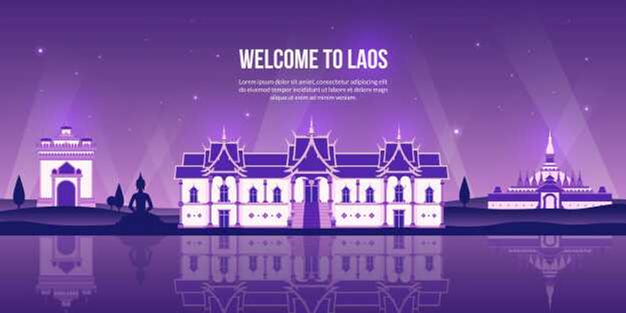 WELCOME TO LAOS
Lorem ipsum dolor sit amet, consectetur adipiscing elit, sed
do eiusmod tempor incididunt ut labore et dolore magna
aliqua. Ut enim ad minim veniam.